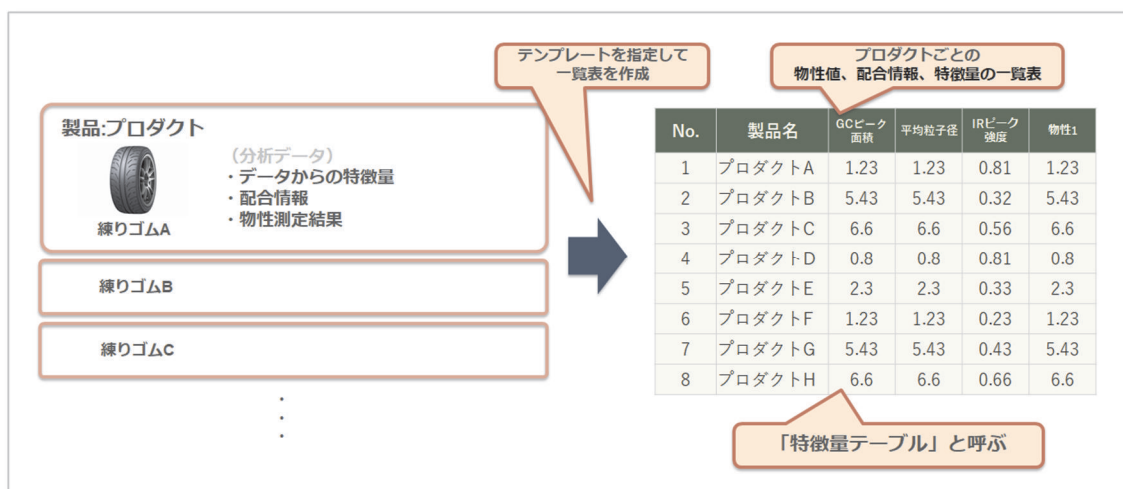 テンプレートを指定して
一覧表を作成
プロダクトごとの
物性値、配合情報、特徴量の一覧表
製品:プロダクト
(分析データ)
・データからの特徴量
・配合情報
・物性測定結果
練りゴムA
練りゴムB
練りゴムC
・
・
・
No. 製品名 GCピーク面積 平均粒子径 IRピーク強度 物性1
1 プロダクトA 1.23 1.23 0.81 1.23
2 プロダクトB 5.43 5.43 0.32 5.43
3 プロダクトC 6.6 6.6 0.56 6.6
4 プロダクトD 0.8 0.8 0.81 0.8
5 プロダクトE 2.3 2.3 0.33 2.3
6 プロダクトF 1.23 1.23 0.23 1.23
7 プロダクトG 5.43 5.43 0.43 5.43
8 プロダクトH 6.6 6.6 0.66 6.6
「特徴量テーブル」と呼ぶ